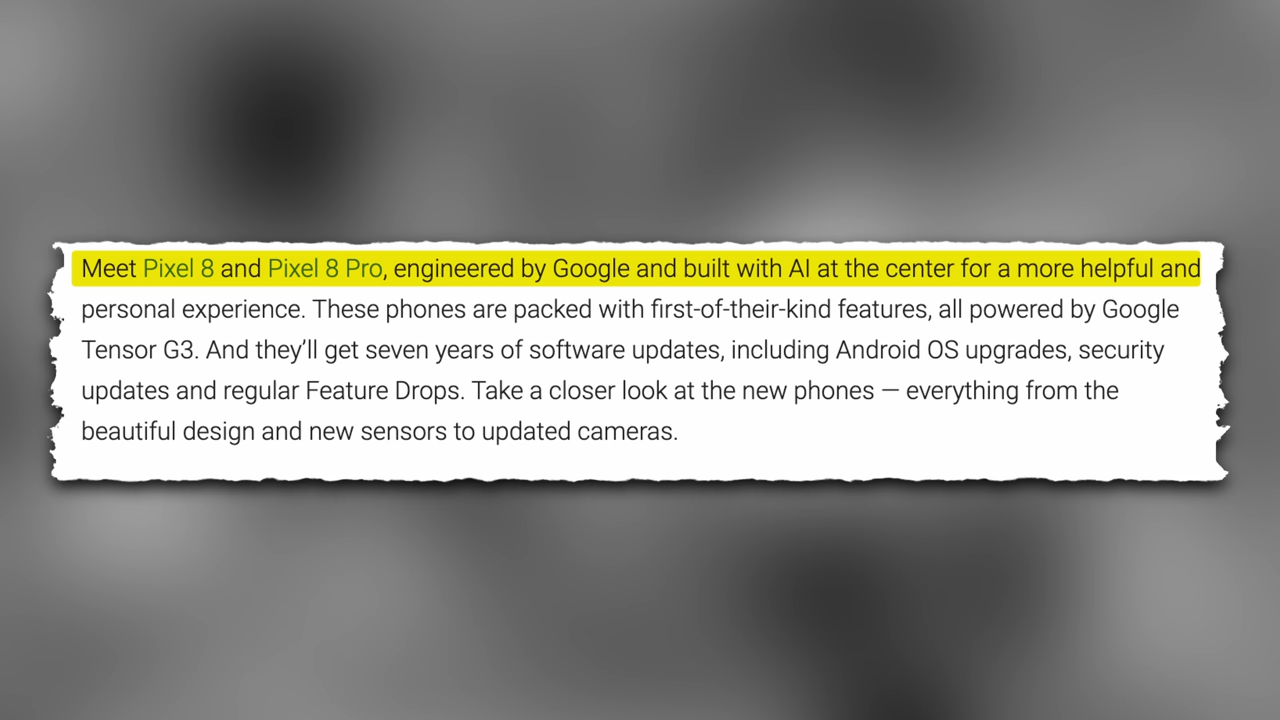 Meet Pixel 8 and Pixel 8 Pro, engineered by Google and built with AI at the center for a more helpful and
personal experience. These phones are packed with first-of-their-kind features, all powered by Google
Tensor G3. And they’ll get seven years of software updates, including Android OS upgrades, security
updates and regular Feature Drops. Take a closer look at the new phones — everything from the
beautiful design and new sensors to updated cameras.